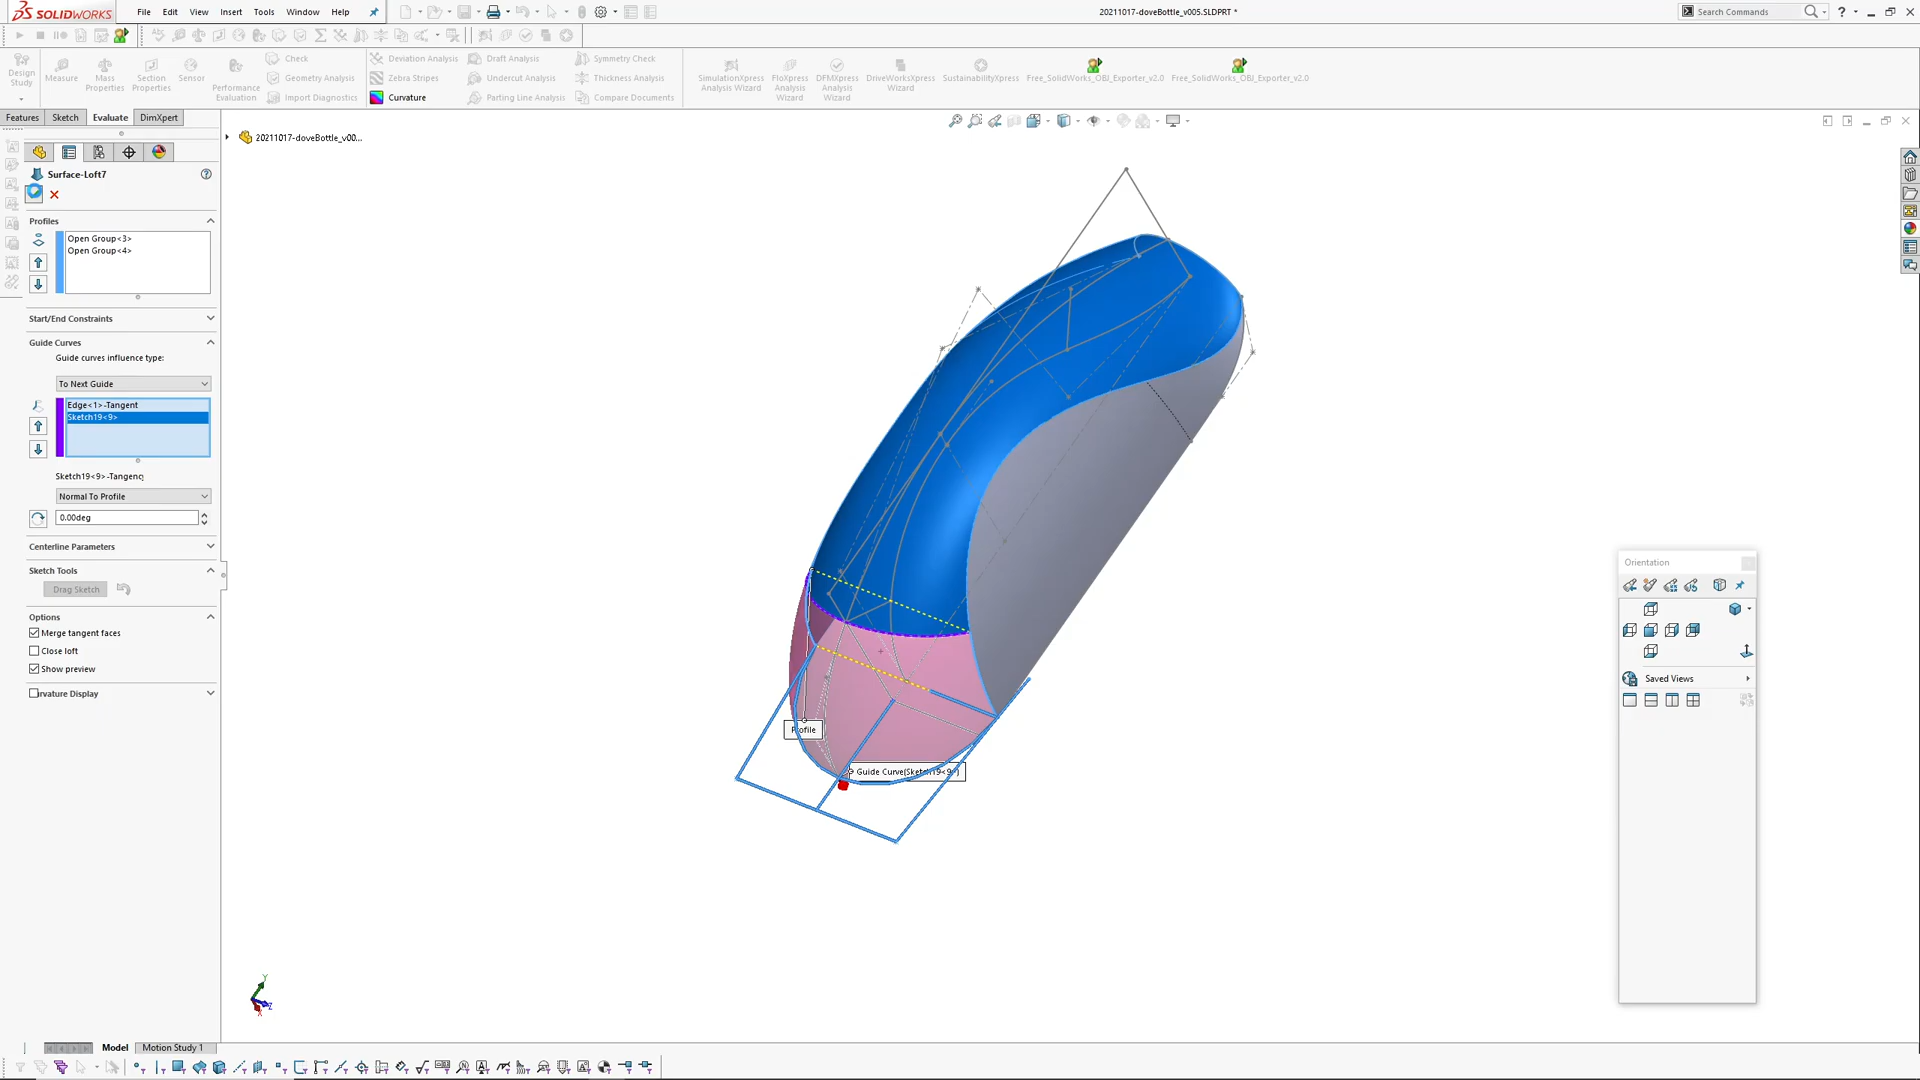 SOLIDWORKS File Edit View Insert Tools Window Help 20211017-doveBottle_v005.SLDPRT * Search Commands
Design Study
Measure
Mass Properties
Section Properties
Sensor
Performance Evaluation
Check
Geometry Analysis
Import Diagnostics
Deviation Analysis
Zebra Stripes
Curvature
Draft Analysis
Undercut Analysis
Parting Line Analysis
Symmetry Check
Thickness Analysis
Compare Documents
SimulationXpress Analysis Wizard
FloXpress Analysis Wizard
DFMXpress Analysis Wizard
DriveWorksXpress Wizard
SustainabilityXpress
Free_SolidWorks_OBJ_Exporter_v2.0
Free_SolidWorks_OBJ_Exporter_v2.0
Features Sketch Evaluate DimXpert
20211017-doveBottle_v00...
Surface-Loft7
Profiles
Open Group<3>
Open Group<4>
Start/End Constraints
Guide Curves
Guide curves influence type:
To Next Guide
Edge<1>-Tangent
Sketch19<9>
Sketch19<9>-Tangenc
Normal To Profile
0.00deg
Centerline Parameters
Sketch Tools
Drag Sketch
Options
Merge tangent faces
Close loft
Show preview
urvature Display
Profile
Guide Curve(Sketch19<9>)
Orientation
Saved Views
Y
Z
X
Model Motion Study 1